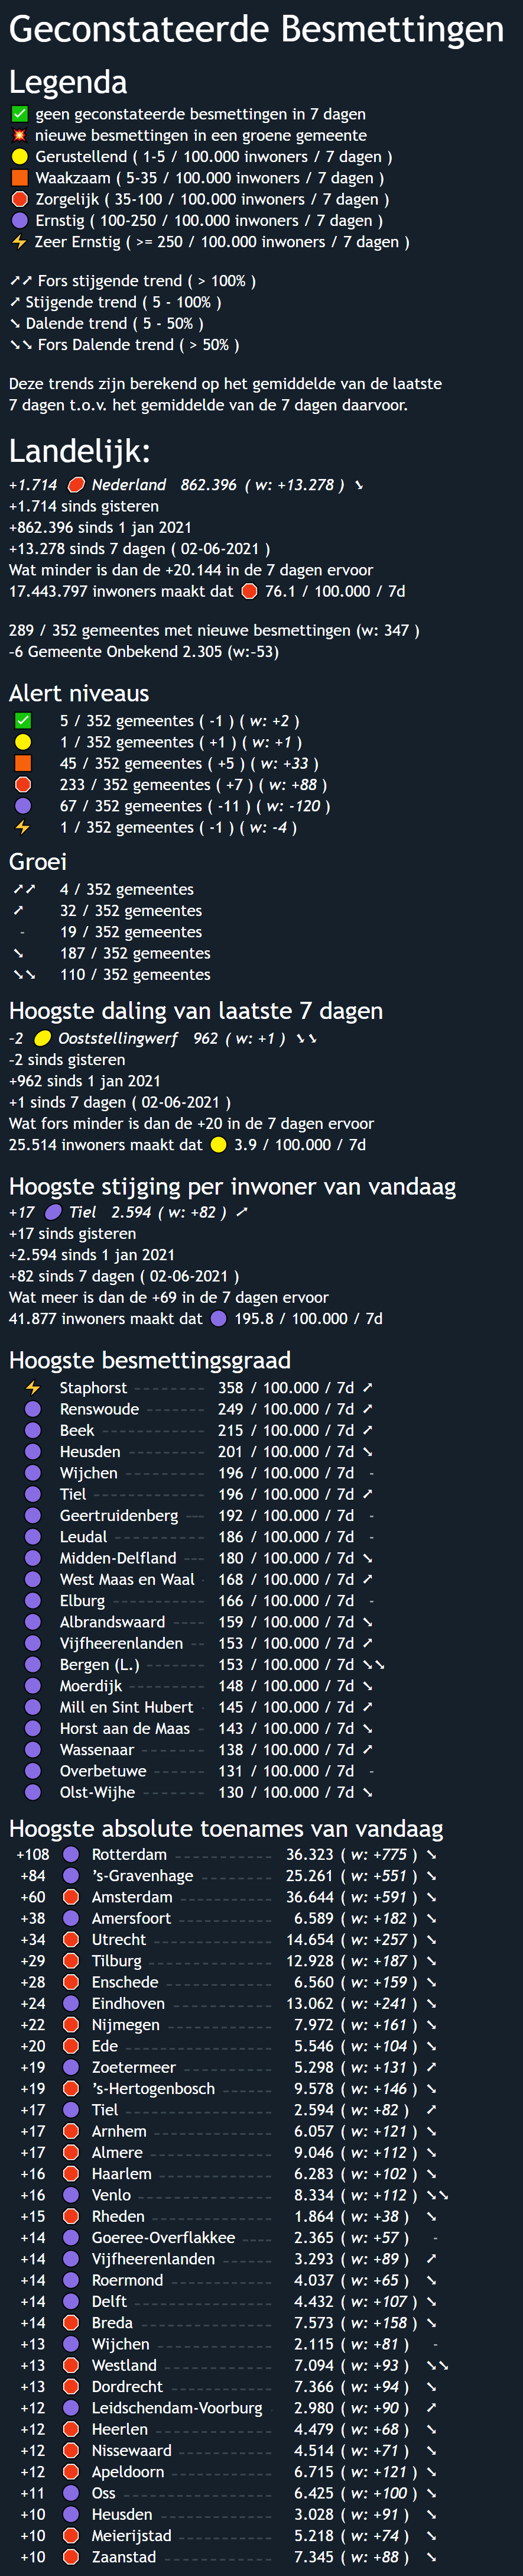 Geconstateerde Besmettingen
Legenda
geen geconstateerde besmettingen in 7 dagen
nieuwe besmettingen in een groene gemeente
Gerustellend ( 1-5 / 100.000 inwoners / 7 dagen )
Waakzaam ( 5-35 / 100.000 inwoners / 7 dagen )
Zorgelijk ( 35-100 / 100.000 inwoners / 7 dagen )
Ernstig ( 100-250 / 100.000 inwoners / 7 dagen )
Zeer Ernstig ( >= 250 / 100.000 inwoners / 7 dagen )
➚➚ Fors stijgende trend ( > 100% )
➚ Stijgende trend ( 5 - 100% )
➘ Dalende trend ( 5 - 50% )
➘➘ Fors Dalende trend ( > 50% )
Deze trends zijn berekend op het gemiddelde van de laatste
7 dagen t.o.v. het gemiddelde van de 7 dagen daarvoor.
Landelijk:
+1.714 Nederland 862.396 ( w: +13.278 ) ➘
+1.714 sinds gisteren
+862.396 sinds 1 jan 2021
+13.278 sinds 7 dagen ( 02-06-2021 )
Wat minder is dan de +20.144 in de 7 dagen ervoor
17.443.797 inwoners maakt dat 76.1 / 100.000 / 7d
289 / 352 gemeentes met nieuwe besmettingen (w: 347 )
-6 Gemeente Onbekend 2.305 (w:-53)
Alert niveaus
5 / 352 gemeentes ( -1 ) ( w: +2 )
1 / 352 gemeentes ( +1 ) ( w: +1 )
45 / 352 gemeentes ( +5 ) ( w: +33 )
233 / 352 gemeentes ( +7 ) ( w: +88 )
67 / 352 gemeentes ( -11 ) ( w: -120 )
1 / 352 gemeentes ( -1 ) ( w: -4 )
Groei
➚➚ 4 / 352 gemeentes
➚ 32 / 352 gemeentes
- 19 / 352 gemeentes
➘ 187 / 352 gemeentes
➘➘ 110 / 352 gemeentes
Hoogste daling van laatste 7 dagen
-2 Ooststellingwerf 962 ( w: +1 ) ➘➘
-2 sinds gisteren
+962 sinds 1 jan 2021
+1 sinds 7 dagen ( 02-06-2021 )
Wat fors minder is dan de +20 in de 7 dagen ervoor
25.514 inwoners maakt dat 3.9 / 100.000 / 7d
Hoogste stijging per inwoner van vandaag
+17 Tiel 2.594 ( w: +82 ) ➚
+17 sinds gisteren
+2.594 sinds 1 jan 2021
+82 sinds 7 dagen ( 02-06-2021 )
Wat meer is dan de +69 in de 7 dagen ervoor
41.877 inwoners maakt dat 195.8 / 100.000 / 7d
Hoogste besmettingsgraad
Staphorst 358 / 100.000 / 7d ➚
Renswoude 249 / 100.000 / 7d ➚
Beek 215 / 100.000 / 7d ➚
Heusden 201 / 100.000 / 7d ➘
Wijchen 196 / 100.000 / 7d -
Tiel 196 / 100.000 / 7d ➚
Geertruidenberg 192 / 100.000 / 7d -
Leudal 186 / 100.000 / 7d -
Midden-Delfland 180 / 100.000 / 7d ➘
West Maas en Waal 168 / 100.000 / 7d ➚
Elburg 166 / 100.000 / 7d -
Albrandswaard 159 / 100.000 / 7d ➘
Vijfheerenlanden 153 / 100.000 / 7d ➚
Bergen (L.) 153 / 100.000 / 7d ➘➘
Moerdijk 148 / 100.000 / 7d ➘
Mill en Sint Hubert 145 / 100.000 / 7d ➚
Horst aan de Maas 143 / 100.000 / 7d ➘
Wassenaar 138 / 100.000 / 7d ➚
Overbetuwe 131 / 100.000 / 7d -
Olst-Wijhe 130 / 100.000 / 7d ➘
Hoogste absolute toenames van vandaag
+108 Rotterdam 36.323 ( w: +775 ) ➘
+84 's-Gravenhage 25.261 ( w: +551 ) ➘
+60 Amsterdam 36.644 ( w: +591 ) ➘
+38 Amersfoort 6.589 ( w: +182 ) ➘
+34 Utrecht 14.654 ( w: +257 ) ➘
+29 Tilburg 12.928 ( w: +187 ) ➘
+28 Enschede 6.560 ( w: +159 ) ➘
+24 Eindhoven 13.062 ( w: +241 ) ➘
+22 Nijmegen 7.972 ( w: +161 ) ➘
+20 Ede 5.546 ( w: +104 ) ➘
+19 Zoetermeer 5.298 ( w: +131 ) ➚
+19 's-Hertogenbosch 9.578 ( w: +146 ) ➘
+17 Tiel 2.594 ( w: +82 ) ➚
+17 Arnhem 6.057 ( w: +121 ) ➘
+17 Almere 9.046 ( w: +112 ) ➘
+16 Haarlem 6.283 ( w: +102 ) ➘
+16 Venlo 8.334 ( w: +112 ) ➘➘
+15 Rheden 1.864 ( w: +38 ) ➘
+14 Goeree-Overflakkee 2.365 ( w: +57 ) -
+14 Vijfheerenlanden 3.293 ( w: +89 ) ➚
+14 Roermond 4.037 ( w: +65 ) ➘
+14 Delft 4.432 ( w: +107 ) ➘
+14 Breda 7.573 ( w: +158 ) ➘
+13 Wijchen 2.115 ( w: +81 ) -
+13 Westland 7.094 ( w: +93 ) ➘➘
+13 Dordrecht 7.366 ( w: +94 ) ➘
+12 Leidschendam-Voorburg 2.980 ( w: +90 ) ➚
+12 Heerlen 4.479 ( w: +68 ) ➘
+12 Nissewaard 4.514 ( w: +71 ) ➘
+12 Apeldoorn 6.715 ( w: +121 ) ➘
+11 Oss 6.425 ( w: +100 ) ➘
+10 Heusden 3.028 ( w: +91 ) ➘
+10 Meierijstad 5.218 ( w: +74 ) ➘
+10 Zaanstad 7.345 ( w: +88 ) ➘